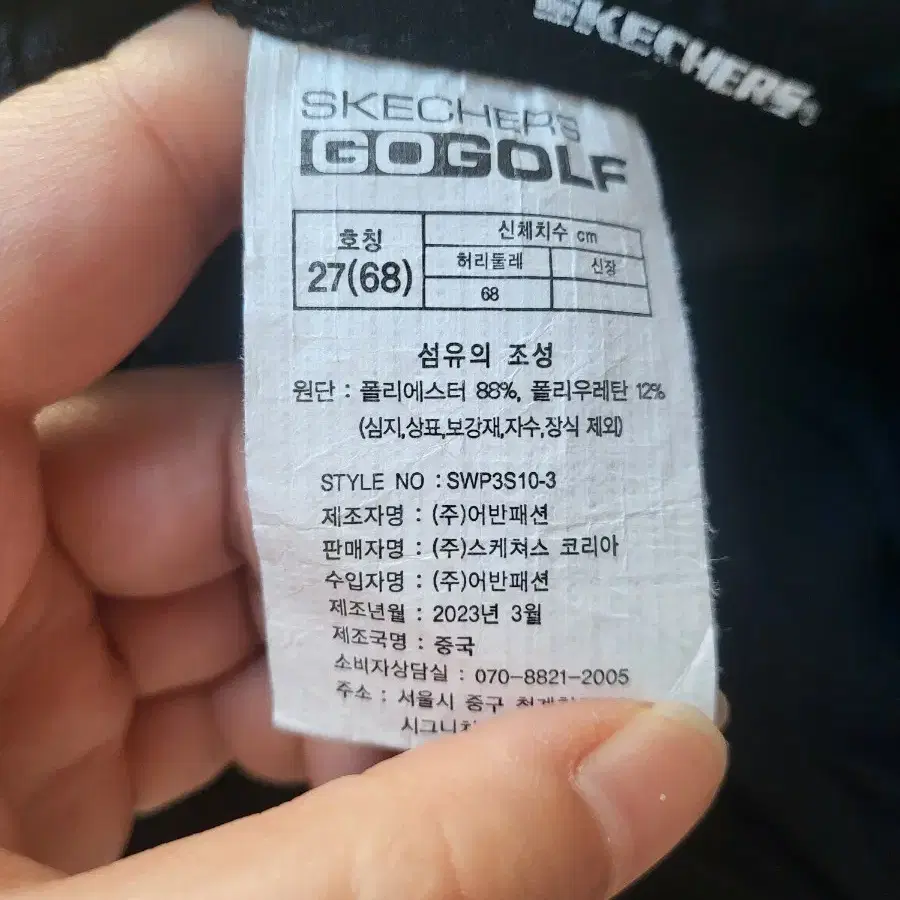 SKECHERS
SKECHERS
GOGOLF
호칭
27(68)
신체치수 cm
허리둘레 신장
68
섬유의 조성
원단 : 폴리에스터 88%, 폴리우레탄 12%
(심지,상표,보강재,자수,장식 제외)
STYLE NO : SWP3S10-3
제조자명 : (주)어반패션
판매자명 : (주)스케쳐스 코리아
수입자명 : (주)어반패션
제조년월 : 2023년 3월
제조국명 : 중국
소비자상담실 : 070-8821-2005
주소 : 서울시 중구